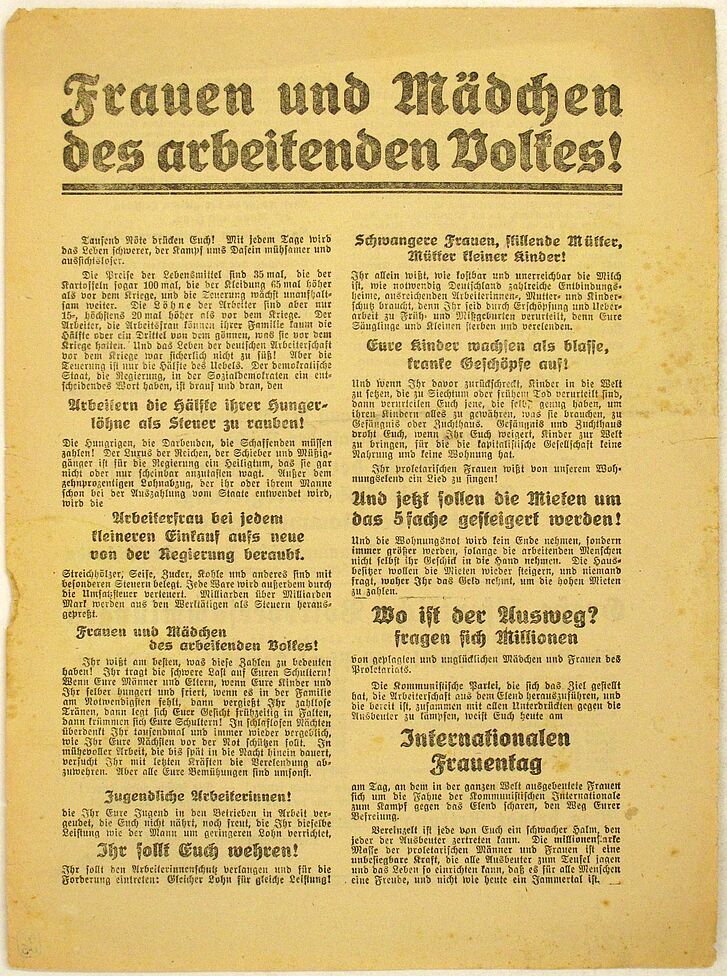 Frauen und Mädchen
des arbeitenden Volkes!
Tausend Nöte drücken Euch! Mit jedem Tage wird
das Leben schwerer, der Kampf ums Dasein mühsamer und
aussichtsloser.
Die Preise der Lebensmittel sind 35 mal, die der
Kartoffeln sogar 100 mal, die der Kleidung 65 mal höher
als vor dem Kriege, und die Teuerung wächst unaufhalt-
sam weiter. Die Löhne der Arbeiter sind aber nur
15-, höchstens 20 mal höher als vor dem Kriege. Der
Arbeiter, die Arbeitsfrau können ihrer Familie kaum die
Hälfte oder ein Drittel von dem gönnen, was sie vor dem
Kriege hatten. Und das Leben der deutschen Arbeiterschaft
vor dem Kriege war sicherlich nicht zu süß! Aber die
Teuerung ist nur die Hälfte des Uebels. Der demokratische
Staat, die Regierung, in der Sozialdemokraten ein ent-
scheidendes Wort haben, ist drauf und dran, den
Arbeitern die Hälfte ihrer Hunger-
löhne als Steuer zu rauben!
Die Hungrigen, die Darbenden, die Schaffenden müssen
zahlen! Der Luxus der Reichen, der Schieber und Müßig-
gänger ist für die Regierung ein Heiligtum, das sie gar
nicht oder nur scheinbar anzutasten wagt. Außer dem
zehnprozentigen Lohnabzug, der ihr oder ihrem Manne
schon bei der Auszahlung vom Staate entwendet wird,
wird die
Arbeiterfrau bei jedem
kleineren Einkauf aufs neue
von der Regierung beraubt.
Streichhölzer, Seife, Zucker, Kohle und anderes sind mit
besonderen Steuern belegt. Jede Ware wird außerdem durch
die Umsatzsteuer verteuert. Milliarden über Milliarden
Mark werden aus den Werktätigen als Steuern heraus-
gepreßt.
Frauen und Mädchen
des arbeitenden Volkes!
Ihr wißt am besten, was diese Zahlen zu bedeuten
haben! Ihr tragt die schwere Last auf Euren Schultern!
Wenn Eure Männer und Eltern, wenn Eure Kinder und
Ihr selber hungert und friert, wenn es in der Familie
am Notwendigsten fehlt, dann vergießt Ihr zahllose
Tränen, dann legt sich Euer Gesicht frühzeitig in Falten,
dann krümmen sich Eure Schultern! In schlaflosen Nächten
überdenkt Ihr tausendmal und immer wieder vergeblich,
wie Ihr Eure Nächsten vor der Not schützen sollt. In
mühevoller Arbeit, die bis spät in die Nacht hinein dauert,
versucht Ihr mit letzten Kräften die Verelendung ab-
zuwehren. Aber alle Eure Bemühungen sind umsonst.
Jugendliche Arbeiterinnen!
die Ihr Eure Jugend in den Betrieben in Arbeit ver-
geudet, die Euch nicht nährt, noch freut, die Ihr dieselbe
Leistung wie der Mann um geringeren Lohn verrichtet,
Ihr sollt Euch wehren!
Ihr sollt den Arbeiterinnenschutz verlangen und für die
Forderung eintreten: Gleicher Lohn für gleiche Leistung!
Schwangere Frauen, stillende Mütter,
Mütter kleiner Kinder!
Ihr allein wißt, wie kostbar und unerreichbar die Milch
ist, wie notwendig Deutschland zahlreiche Entbindungs-
heime, ausreichenden Arbeiterinnen-, Mutter- und Kinder-
schutz braucht, denn Ihr seid durch Erschöpfung und Ueber-
arbeit zu Früh- und Mißgeburten verurteilt, denn Eure
Säuglinge und Kleinen sterben und verelenden.
Eure Kinder wachsen als blasse,
kranke Geschöpfe auf!
Und wenn Ihr davor zurückschreckt, Kinder in die Welt
zu setzen, die zu Siechtum oder frühem Tod verurteilt sind,
dann verurteilen Euch jene, die selbst genug haben, um
ihren Kindern alles zu gewähren, was sie brauchen, zu
Gefängnis oder Zuchthaus. Gefängnis und Zuchthaus
droht Euch, wenn Ihr Euch weigert, Kinder zur Welt
zu bringen, für die die kapitalistische Gesellschaft keine
Nahrung und keine Wohnung hat.
Ihr proletarischen Frauen wißt von unserem Woh-
nungselend ein Lied zu singen!
Und jetzt sollen die Mieten um
das 5fache gesteigert werden!
Und die Wohnungsnot wird kein Ende nehmen, sondern
immer größer werden, solange die arbeitenden Menschen
nicht selbst ihr Geschick in die Hand nehmen. Die Haus-
besitzer wollen die Mieten wieder steigern, und niemand
fragt, woher Ihr das Geld nehmt, um die hohen Mieten
zu zahlen.
Wo ist der Ausweg?
fragen sich Millionen
von geplagten und unglücklichen Mädchen und Frauen des
Proletariats.
Die Kommunistische Partei, die sich das Ziel gestellt
hat, die Arbeiterschaft aus dem Elend herauszuführen, und
die bereit ist, zusammen mit allen Unterdrückten gegen die
Ausbeuter zu kämpfen, weist Euch heute am
Internationalen
Frauentag
am Tag, an dem in der ganzen Welt ausgebeutete Frauen
sich um die Fahne der Kommunistischen Internationale
zum Kampf gegen das Elend scharen, den Weg Eurer
Befreiung.
Vereinzelt ist jede von Euch ein schwacher Halm, den
jeder der Ausbeuter zertreten kann. Die millionenstarke
Masse der proletarischen Männer und Frauen ist eine
unbesiegbare Kraft, die alle Ausbeuter zum Teufel jagen
und das Leben so einrichten kann, daß es für alle Menschen
eine Freude, und nicht wie heute ein Jammertal ist.